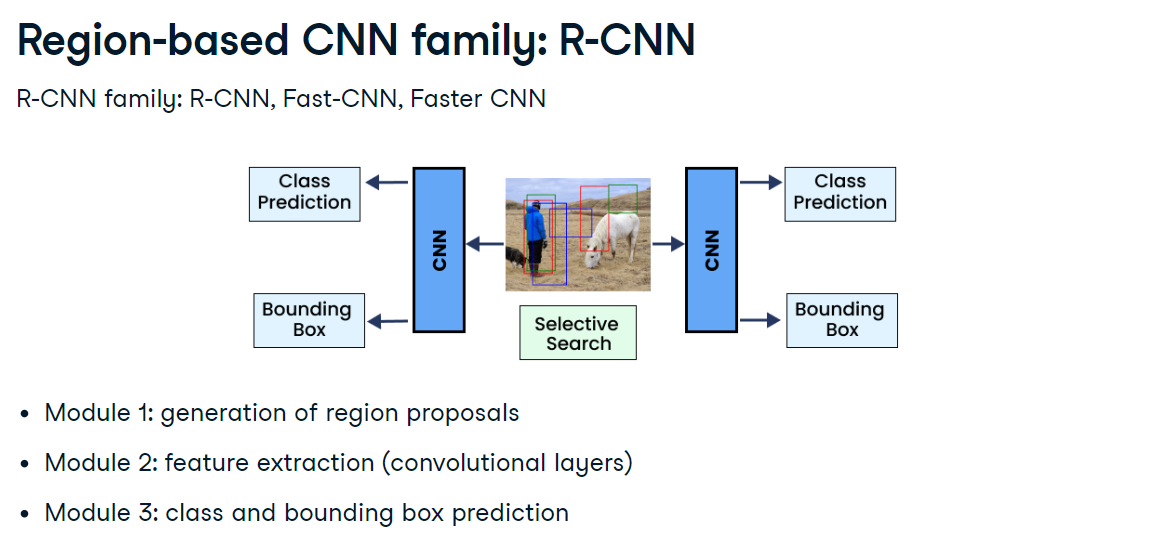 Region-based CNN family: R-CNN
R-CNN family: R-CNN, Fast-CNN, Faster CNN
Class
Prediction
CNN
CNN
Class
Prediction
Bounding
Box
Selective
Search
Bounding
Box
• Module 1: generation of region proposals
• Module 2: feature extraction (convolutional layers)
• Module 3: class and bounding box prediction